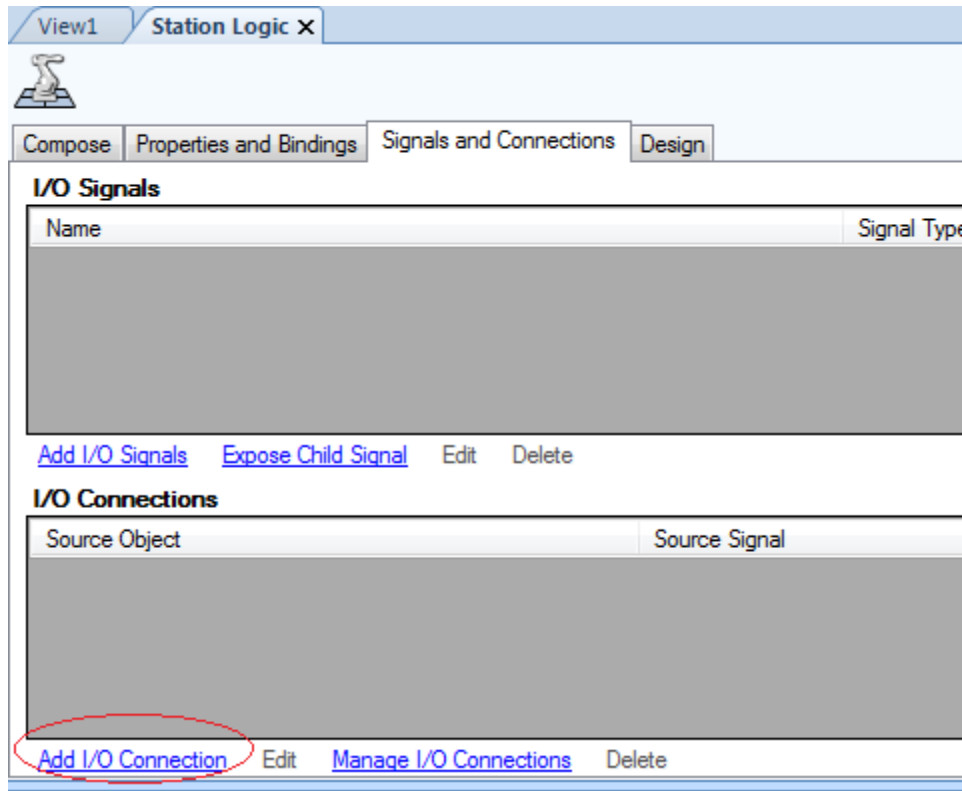 View1 Station Logic X
Compose Properties and Bindings Signals and Connections Design
I/O Signals
Name Signal Type
Add I/O Signals Expose Child Signal Edit Delete
I/O Connections
Source Object Source Signal
Add I/O Connection Edit Manage I/O Connections Delete